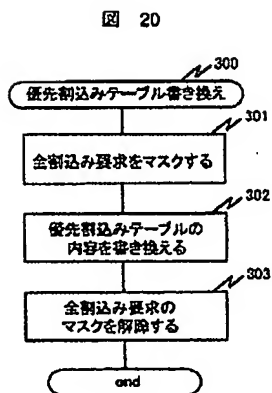 図 20
300
優先割込みテーブル書き換え
301
全割込み要求をマスクする
302
優先割込みテーブルの
内容を書き換える
303
全割込み要求の
マスクを解除する
end